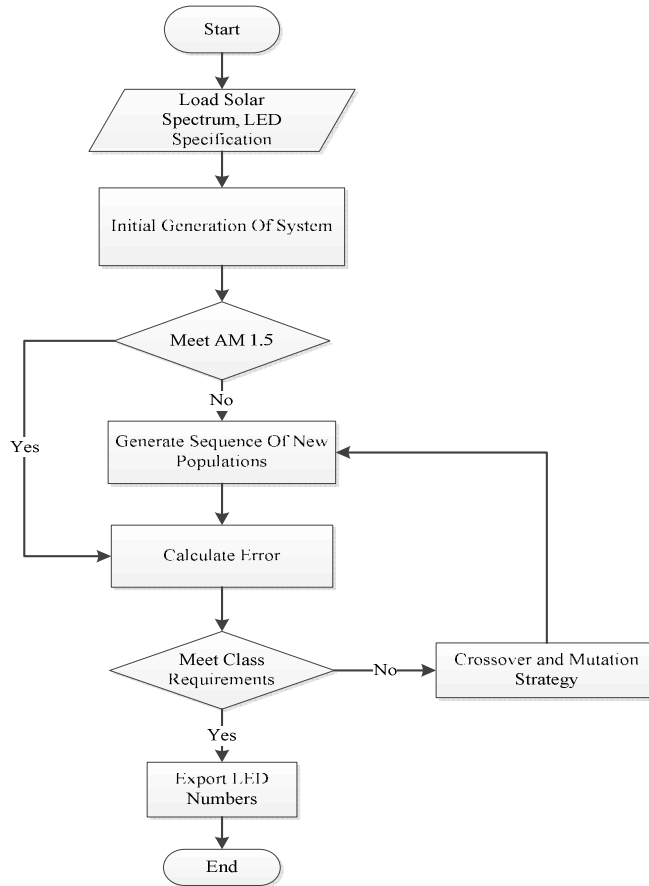 Start
Load Solar
Spectrum, LED
Specification
Initial Generation Of System
Meet AM 1.5
No
Yes
Generate Sequence Of New
Populations
Calculate Error
Meet Class
Requirements
No
Crossover and Mutation
Strategy
Yes
Export LED
Numbers
End